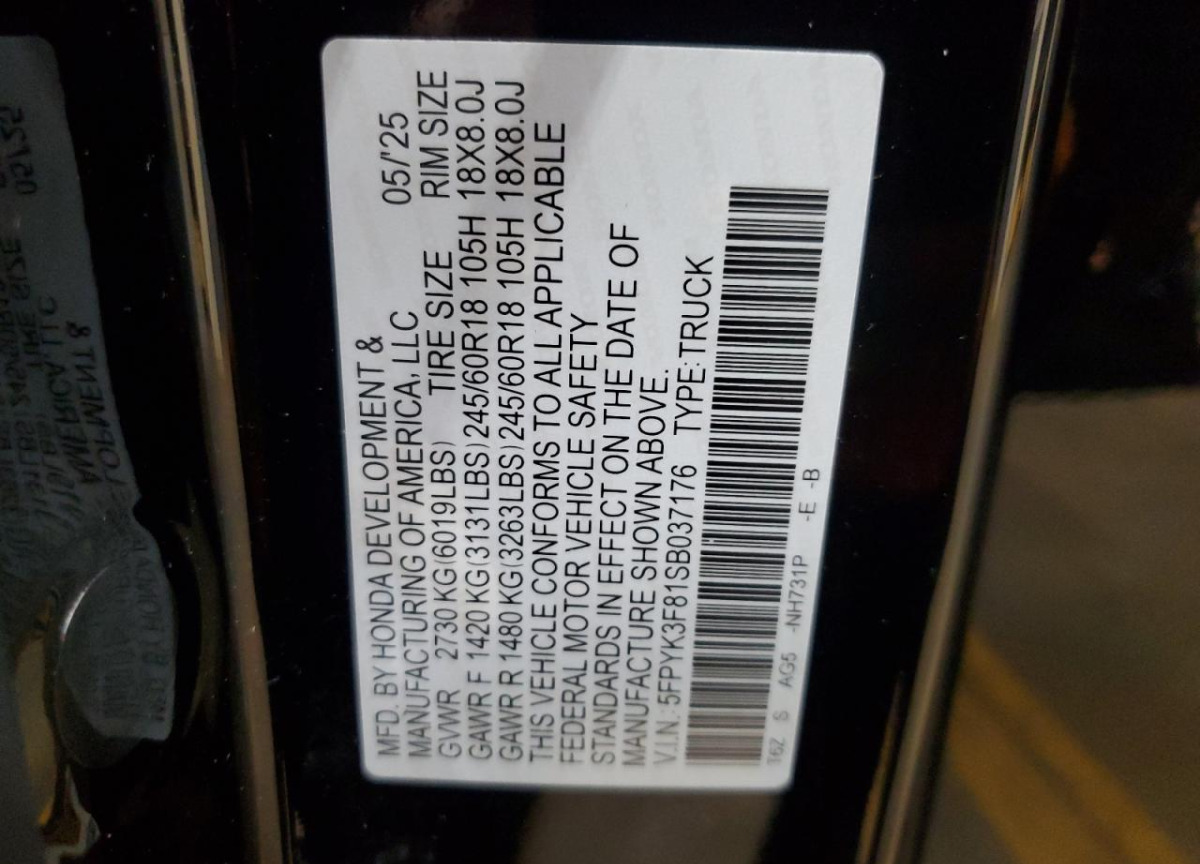 MFD. BY HONDA DEVELOPMENT &
MANUFACTURING OF AMERICA, LLC 05/'25
GVWR 2730 KG(6019LBS) TIRE SIZE RIM SIZE
GAWR F 1420 KG(3131LBS) 245/60R18 105H 18X8.0J
GAWR R 1480 KG(3263LBS) 245/60R18 105H 18X8.0J
THIS VEHICLE CONFORMS TO ALL APPLICABLE
FEDERAL MOTOR VEHICLE SAFETY
STANDARDS IN EFFECT ON THE DATE OF
MANUFACTURE SHOWN ABOVE.
V.I.N.: 5FPYK3F81SB037176 TYPE:TRUCK
T6Z S AG5 -NH731P -E -B